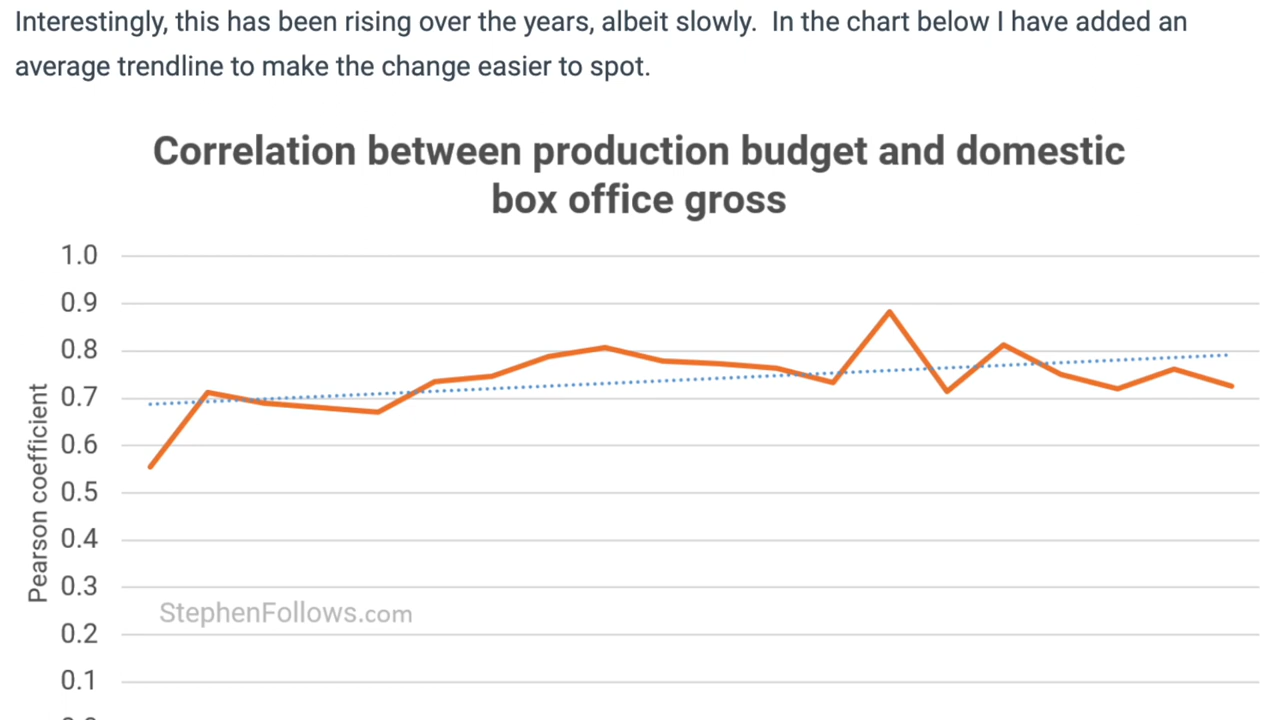 Interestingly, this has been rising over the years, albeit slowly.  In the chart below I have added an
average trendline to make the change easier to spot.
Correlation between production budget and domestic
box office gross
1.0
0.9
0.8
0.7
0.6
0.5
0.4
0.3
0.2
0.1
Pearson coefficient
StephenFollows.com